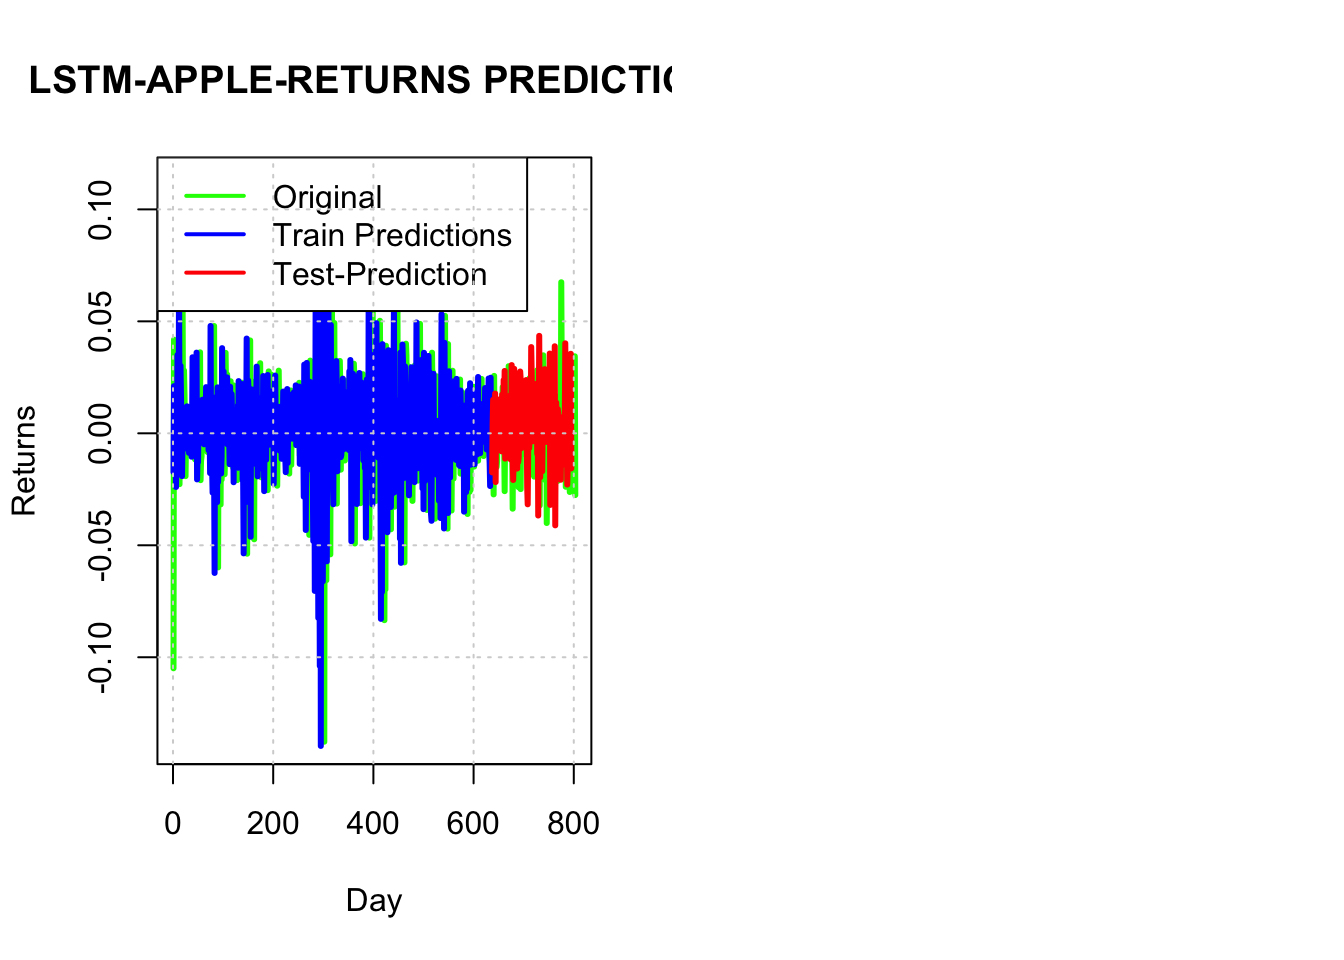 LSTM-APPLE-RETURNS PREDICTIO
Original
Train Predictions
Test-Prediction
0.10
0.05
0.00
-0.05
-0.10
Returns
0 200 400 600 800
Day